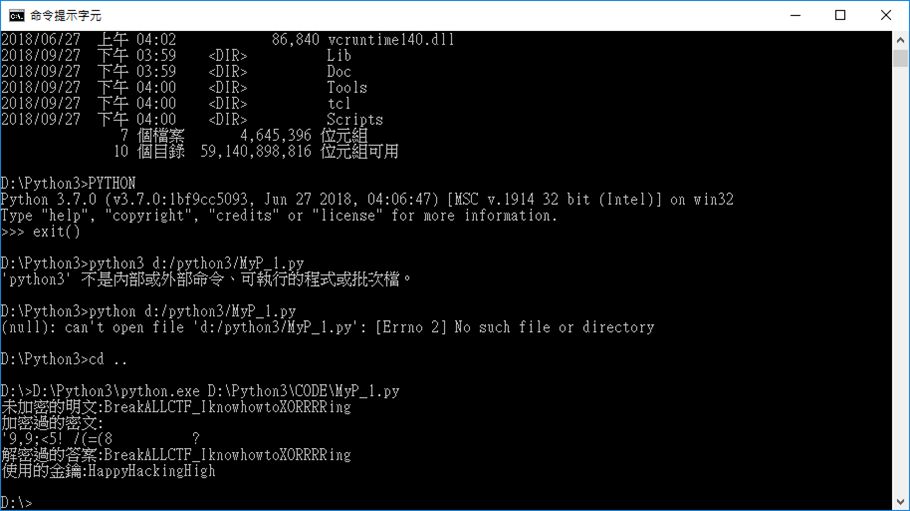 命令提示字元
2018/06/27 上午 04:02 86,840 vcruntime140.dll
2018/09/27 下午 03:59 <DIR> Lib
2018/09/27 下午 03:59 <DIR> Doc
2018/09/27 下午 04:00 <DIR> Tools
2018/09/27 下午 04:00 <DIR> tcl
2018/09/27 下午 04:00 <DIR> Scripts
7 個檔案 4,645,396 位元組
10 個目錄 59,140,898,816 位元組可用
D:\Python3>PYTHON
Python 3.7.0 (v3.7.0:1bf9cc5093, Jun 27 2018, 04:06:47) [MSC v.1914 32 bit (Intel)] on win32
Type "help", "copyright", "credits" or "license" for more information.
>>> exit()
D:\Python3>python3 d:/python3/MyP_1.py
'python3' 不是內部或外部命令、可執行的程式或批次檔。
D:\Python3>python d:/python3/MyP_1.py
(null): can't open file 'd:/python3/MyP_1.py': [Errno 2] No such file or directory
D:\Python3>cd ..
D:\>D:\Python3\python.exe D:\Python3\CODE\MyP_1.py
未加密的明文:BreakALLCTF_IknowhowtoXORRRRing
加密過的密文:
'9,9;<5! /(=(8 ?
解密過的答案:BreakALLCTF_IknowhowtoXORRRRing
使用的金鑰:HappyHackingHigh
D:\>